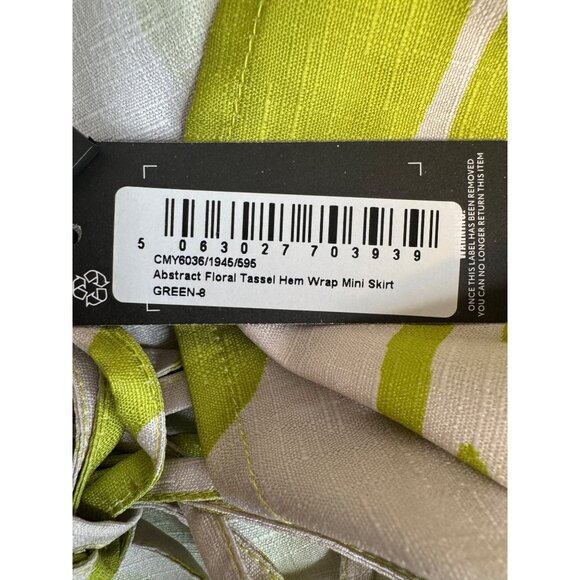 5 063027 703939
CMY6036/1945/595
Abstract Floral Tassel Hem Wrap Mini Skirt
GREEN-8
WARNING:
ONCE THIS LABEL HAS BEEN REMOVED
YOU CAN NO LONGER RETURN THIS ITEM